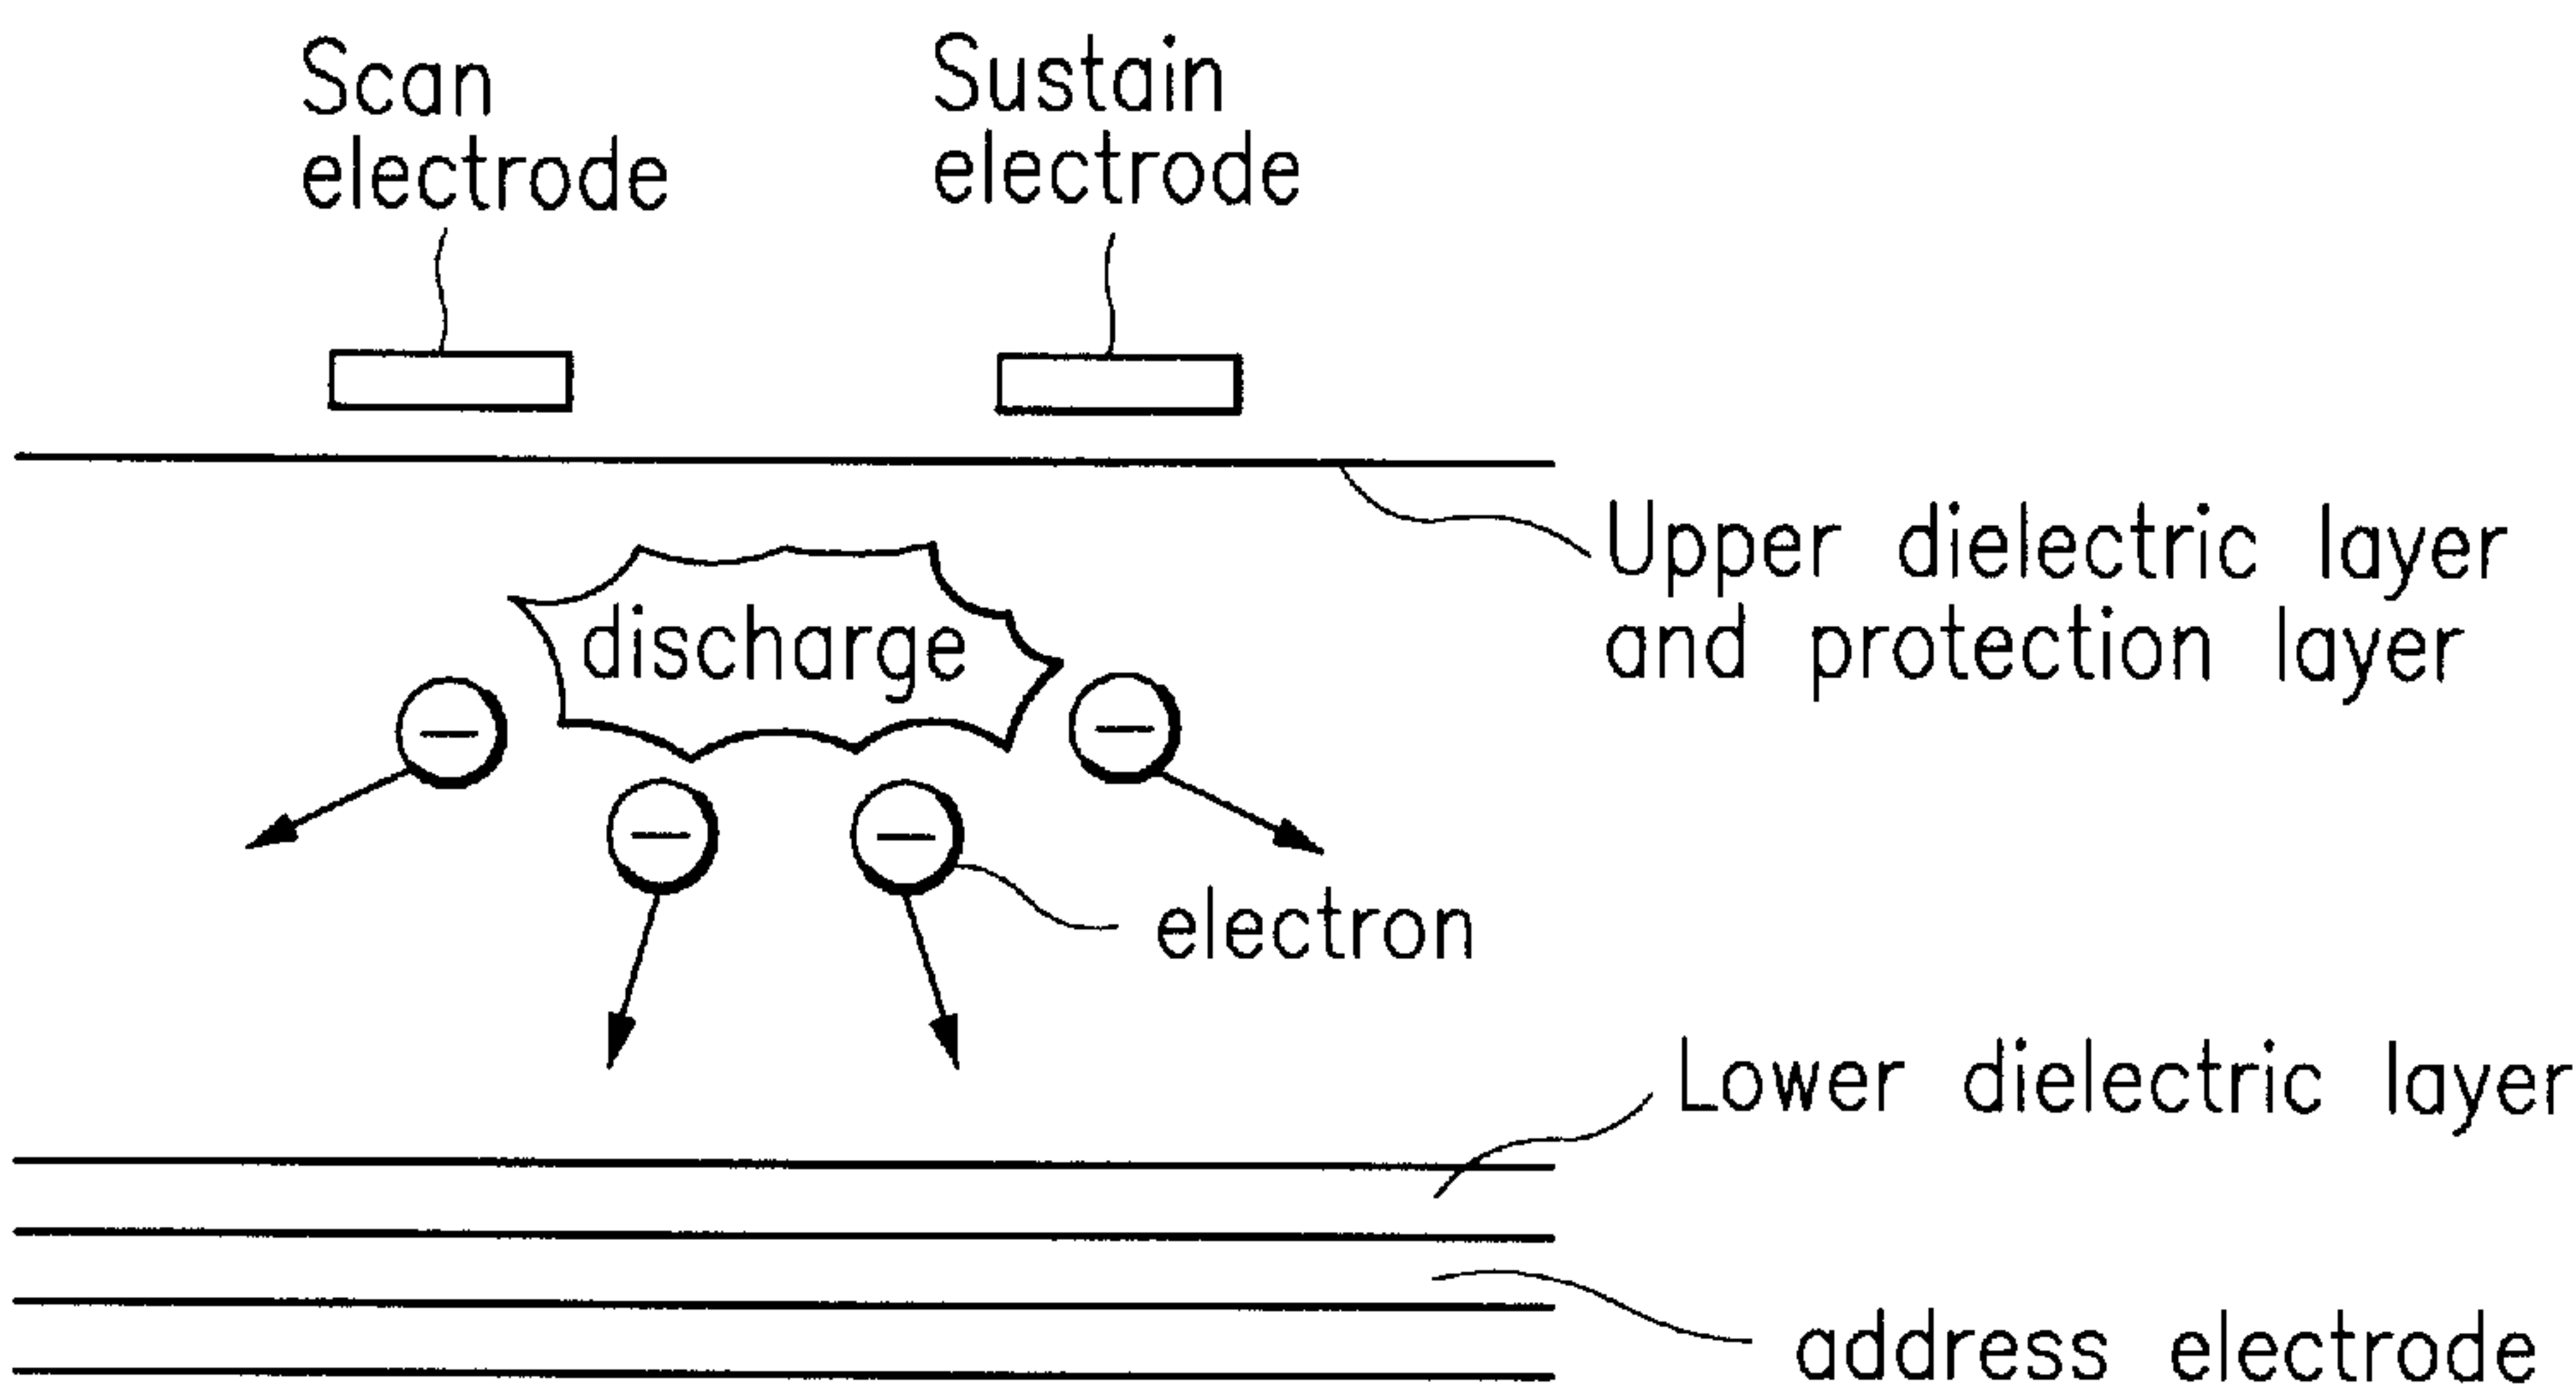 Scan
electrode
Sustain
electrode
Upper dielectric layer
and protection layer
discharge
electron
Lower dielectric layer
address electrode